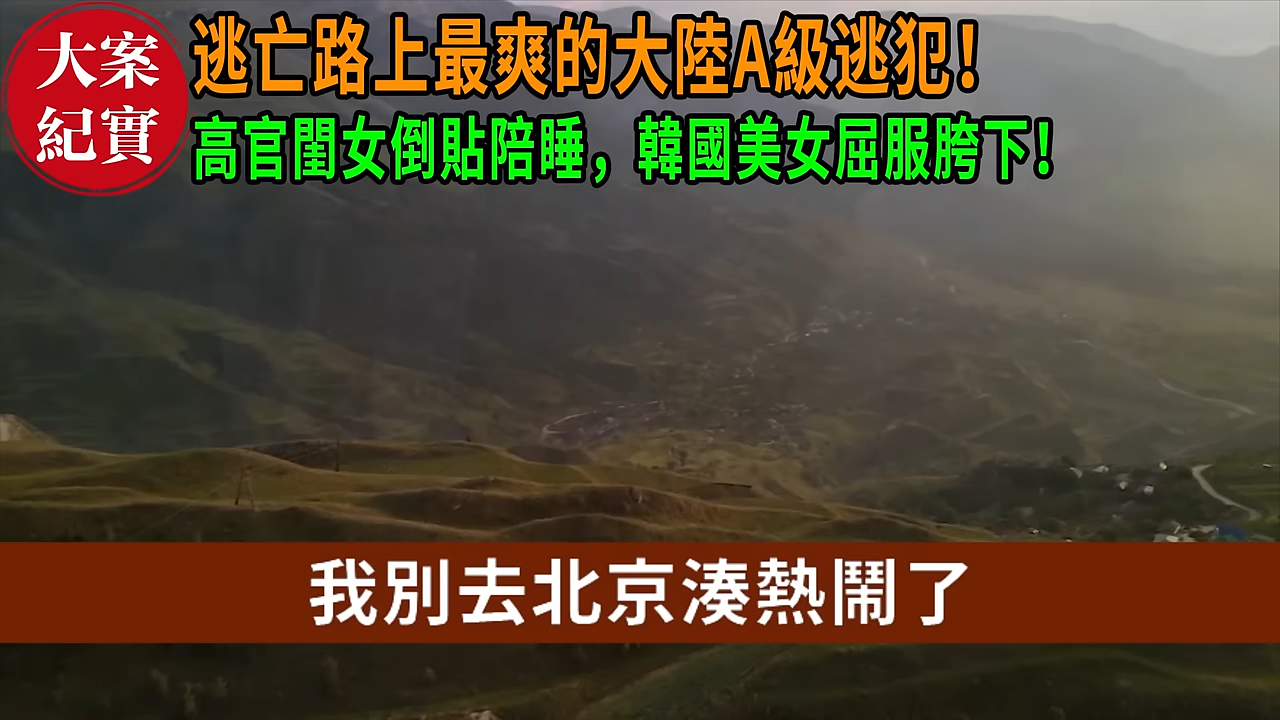 大案
紀實
逃亡路上最爽的大陸A級逃犯！
高官閨女倒貼陪睡，韓國美女屈服胯下！
我別去北京湊熱鬧了